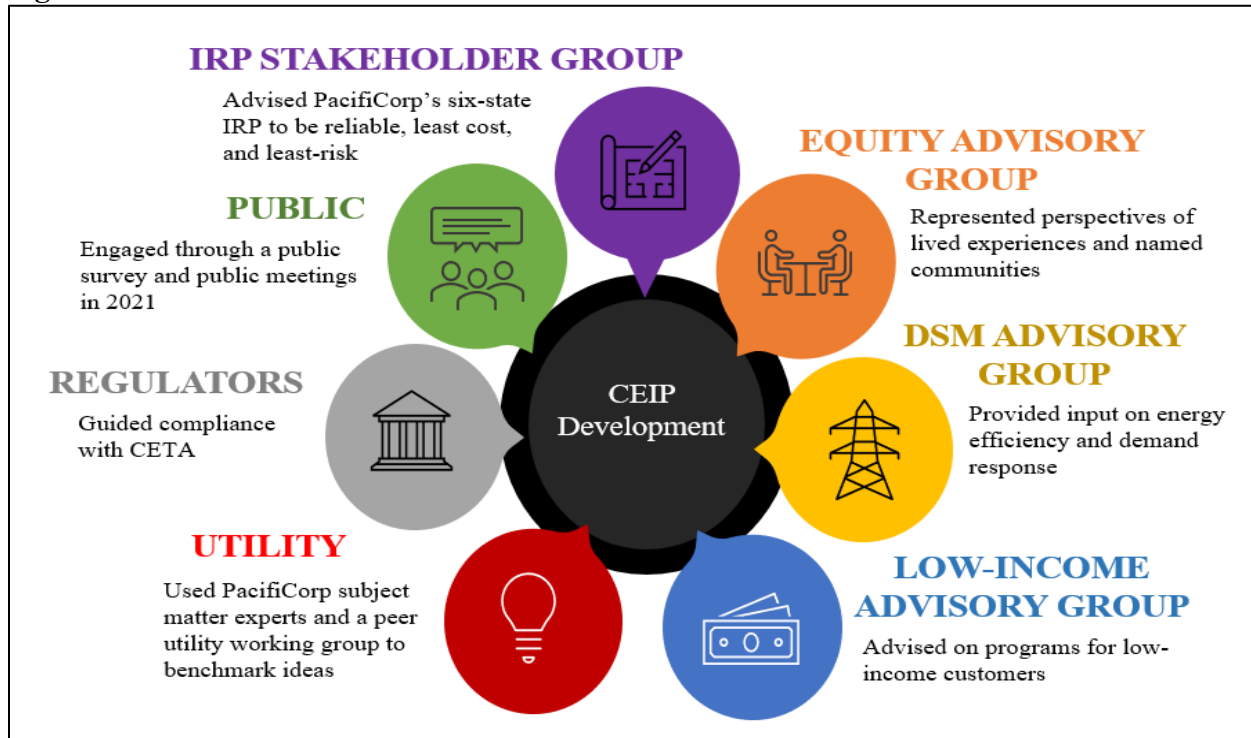 IRP STAKEHOLDER GROUP
Advised PacifiCorp's six-state
IRP to be reliable, least cost,
and least-risk
EQUITY ADVISORY
GROUP
Represented perspectives of
lived experiences and named
communities
PUBLIC
Engaged through a public
survey and public meetings
in 2021
DSM ADVISORY
GROUP
Provided input on energy
efficiency and demand
response
REGULATORS
Guided compliance
with CETA
CEIP
Development
UTILITY
Used PacifiCorp subject
matter experts and a peer
utility working group to
benchmark ideas
LOW-INCOME
ADVISORY GROUP
Advised on programs for low-
income customers